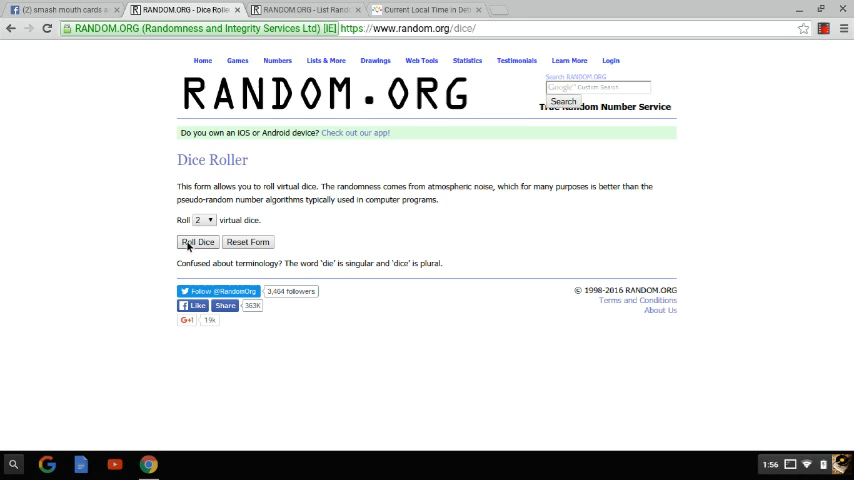 (2) smash mouth cards a
RANDOM.ORG - Dice Rolle
RANDOM.ORG - List Rand
Current Local Time in Det
RANDOM.ORG (Randomness and Integrity Services Ltd) [IE] https://www.random.org/dice/
Home Games Numbers Lists & More Drawings Web Tools Statistics Testimonials Learn More Login
Search RANDOM.ORG
RANDOM.ORG
Google Custom Search
Search
True Random Number Service
Do you own an iOS or Android device? Check out our app!
Dice Roller
This form allows you to roll virtual dice. The randomness comes from atmospheric noise, which for many purposes is better than the
pseudo-random number algorithms typically used in computer programs.
Roll 2 virtual dice.
Roll Dice Reset Form
Confused about terminology? The word 'die' is singular and 'dice' is plural.
Follow @RandomOrg 3,464 followers
Like Share 363K
G+1 19k
© 1998-2016 RANDOM.ORG
Terms and Conditions
About Us
1:56